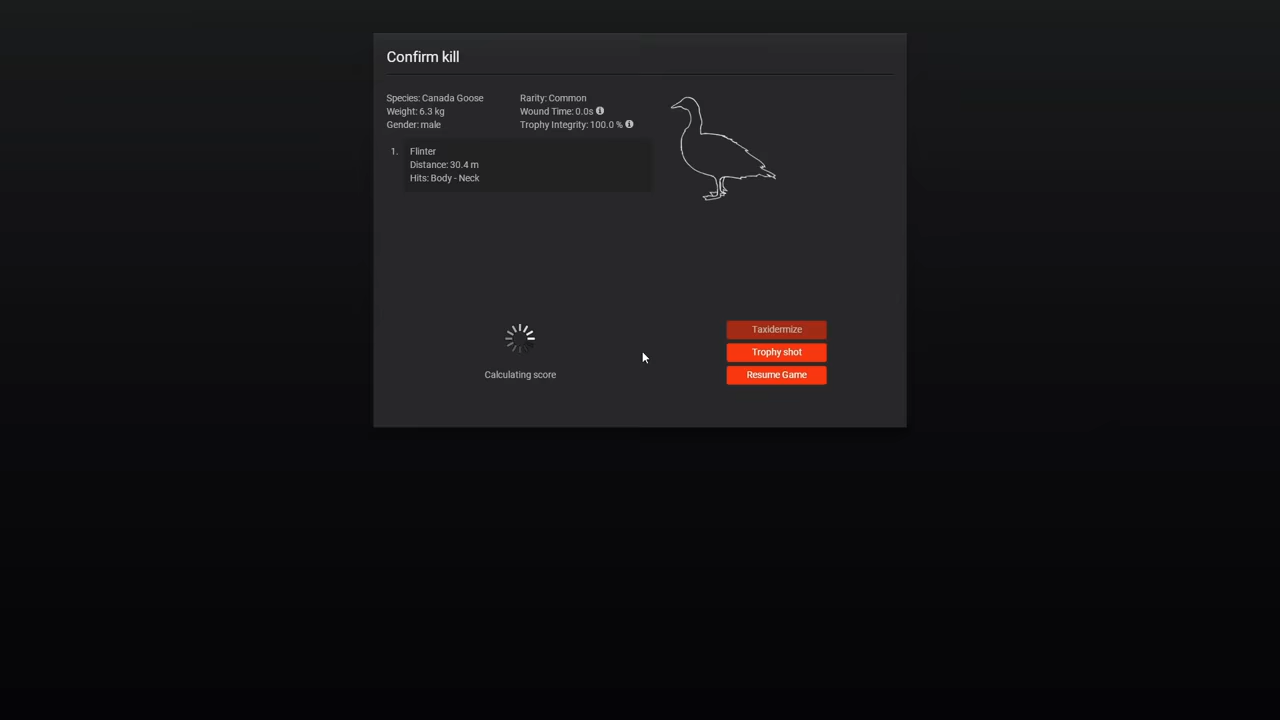 Confirm kill
Species: Canada Goose
Weight: 6.3 kg
Gender: male
Rarity: Common
Wound Time: 0.0s
Trophy Integrity: 100.0 %
1.
Flinter
Distance: 30.4 m
Hits: Body - Neck
Calculating score
Taxidermize
Trophy shot
Resume Game